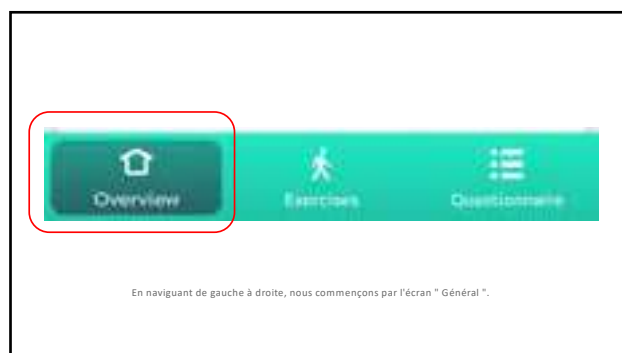 Overview
Exercises
Questionnaire
En naviguant de gauche à droite, nous commençons par l'écran " Général ".